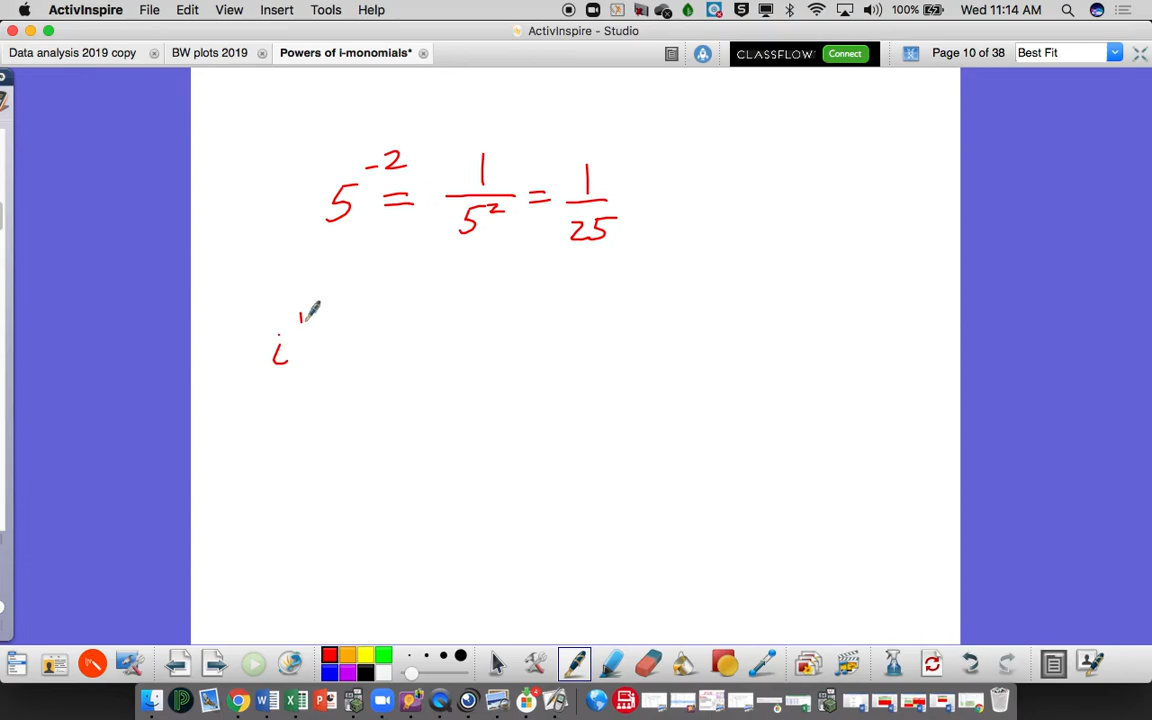 ActivInspire File Edit View Insert Tools Help 100% Wed 11:14 AM
ActivInspire - Studio
Data analysis 2019 copy BW plots 2019 Powers of i-monomials* CLASSFLOW Connect Page 10 of 38 Best Fit
5^-2 = 1/5^2 = 1/25
i